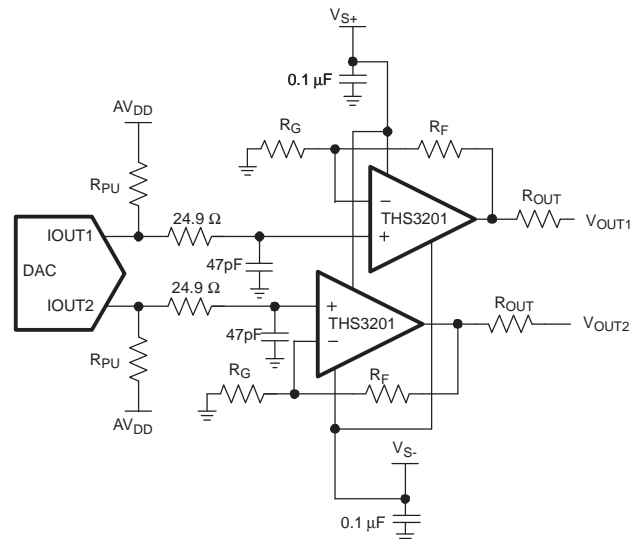 VS+
0.1 µF
AVDD
RG
RF
RPU
IOUT1
24.9 Ω
−
THS3201
+
ROUT
VOUT1
DAC
47pF
IOUT2
24.9 Ω
+
THS3201
−
ROUT
VOUT2
47pF
RPU
RG
RF
AVDD
VS-
0.1 µF